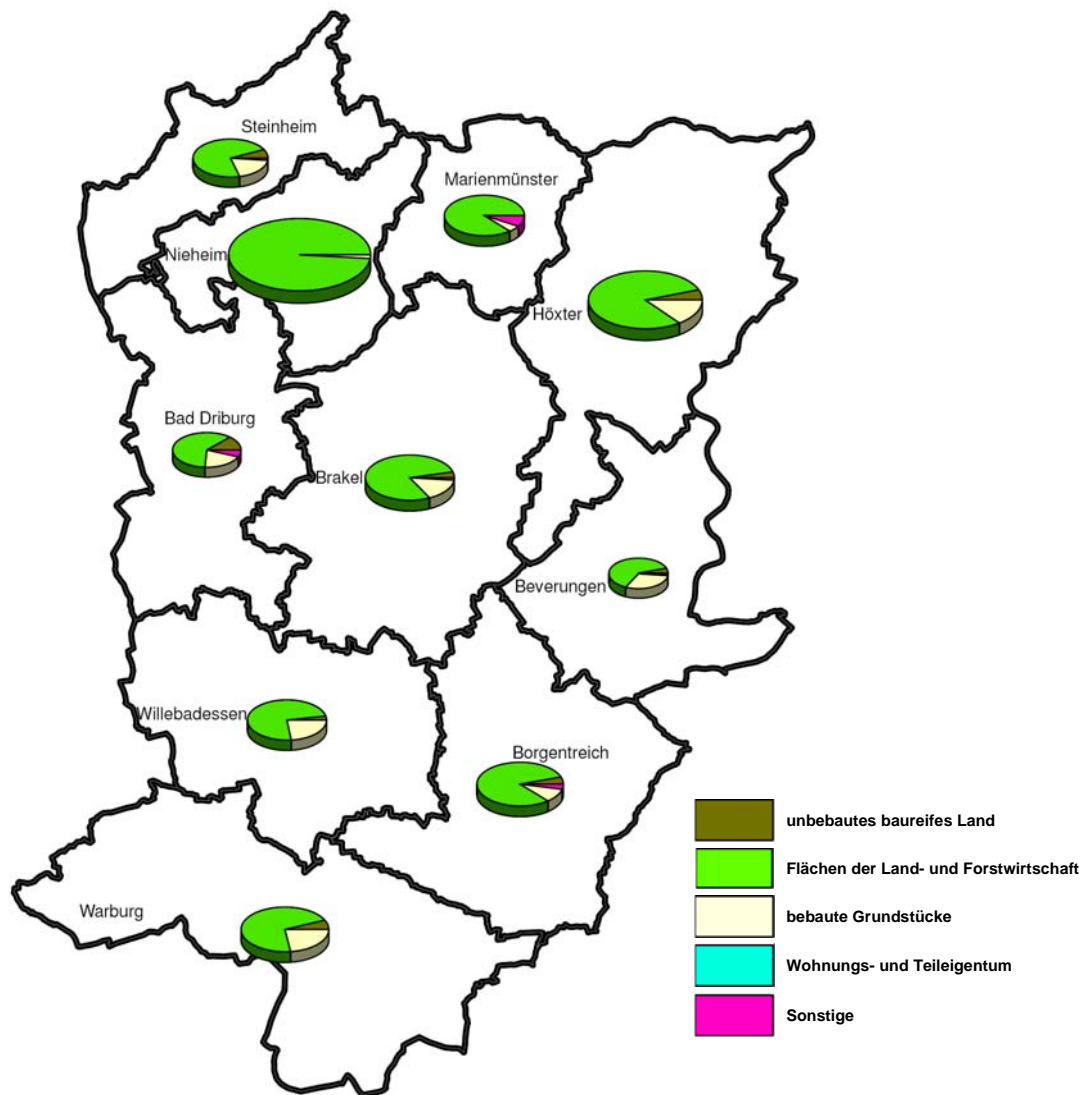 Steinheim
Marienmünster
Nieheim
Höxter
Bad Driburg
Brakel
Beverungen
Willebadessen
Borgentreich
Warburg
unbebautes baureifes Land
Flächen der Land- und Forstwirtschaft
bebaute Grundstücke
Wohnungs- und Teileigentum
Sonstige